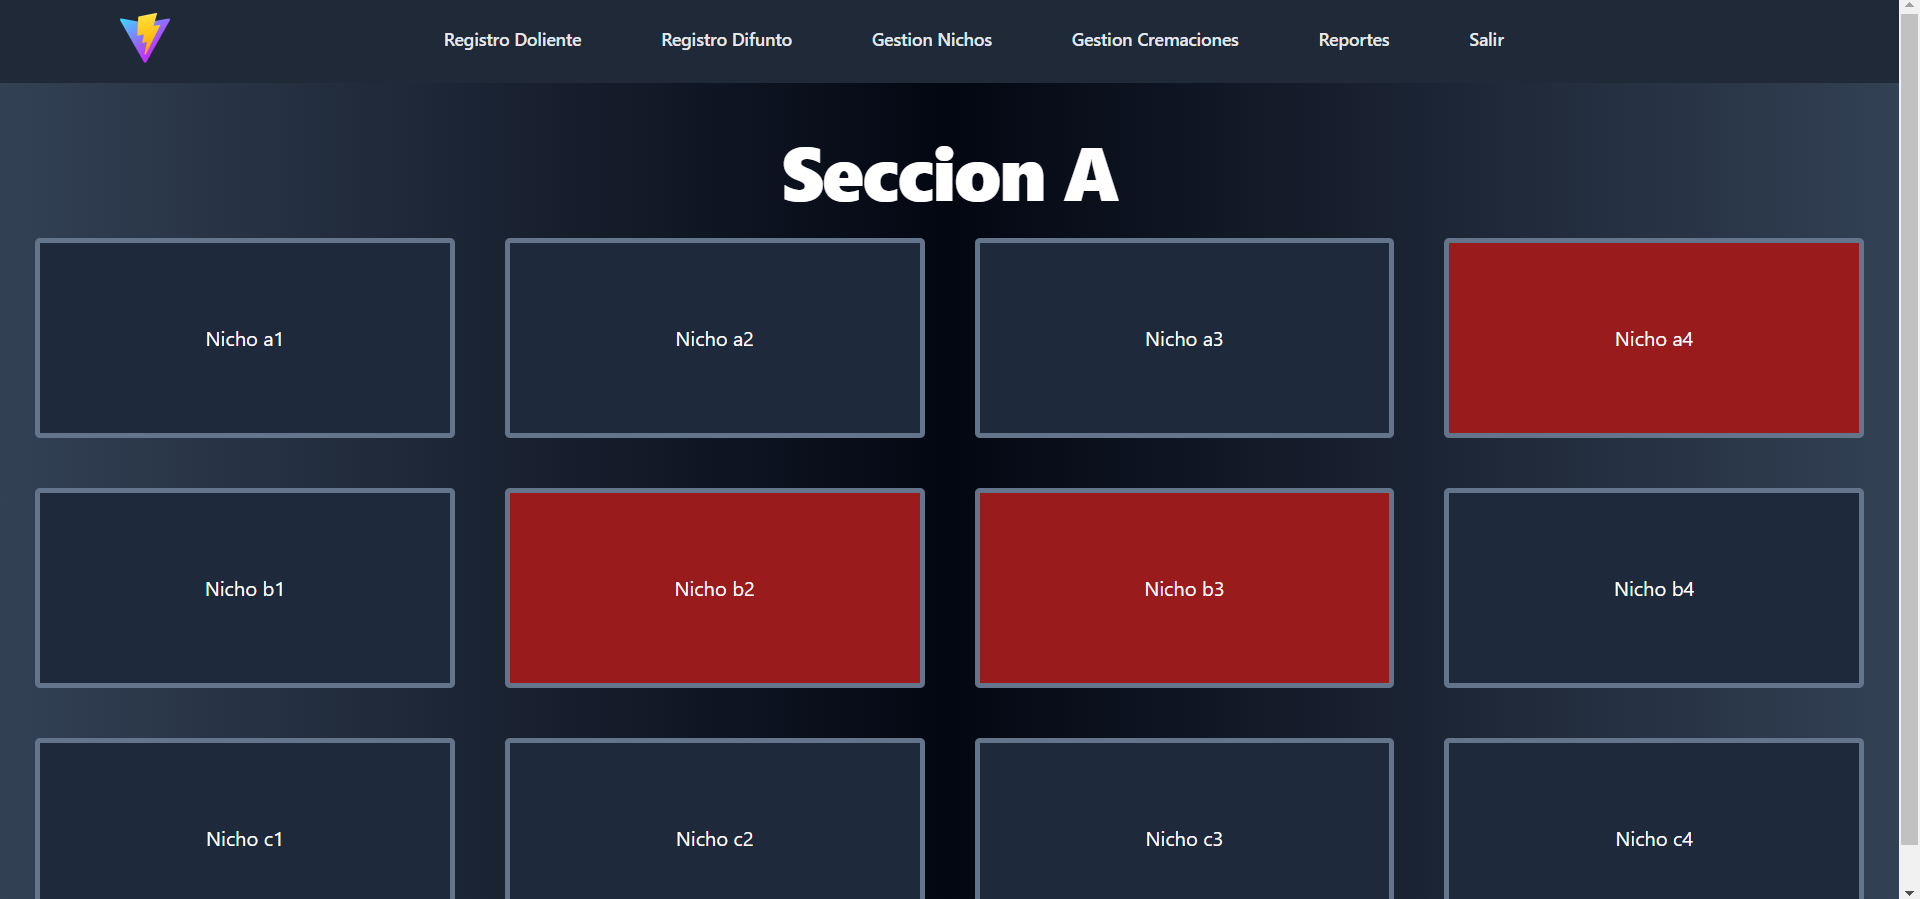 Registro Doliente Registro Difunto Gestion Nichos Gestion Cremaciones Reportes Salir
Seccion A
Nicho a1 Nicho a2 Nicho a3 Nicho a4
Nicho b1 Nicho b2 Nicho b3 Nicho b4
Nicho c1 Nicho c2 Nicho c3 Nicho c4